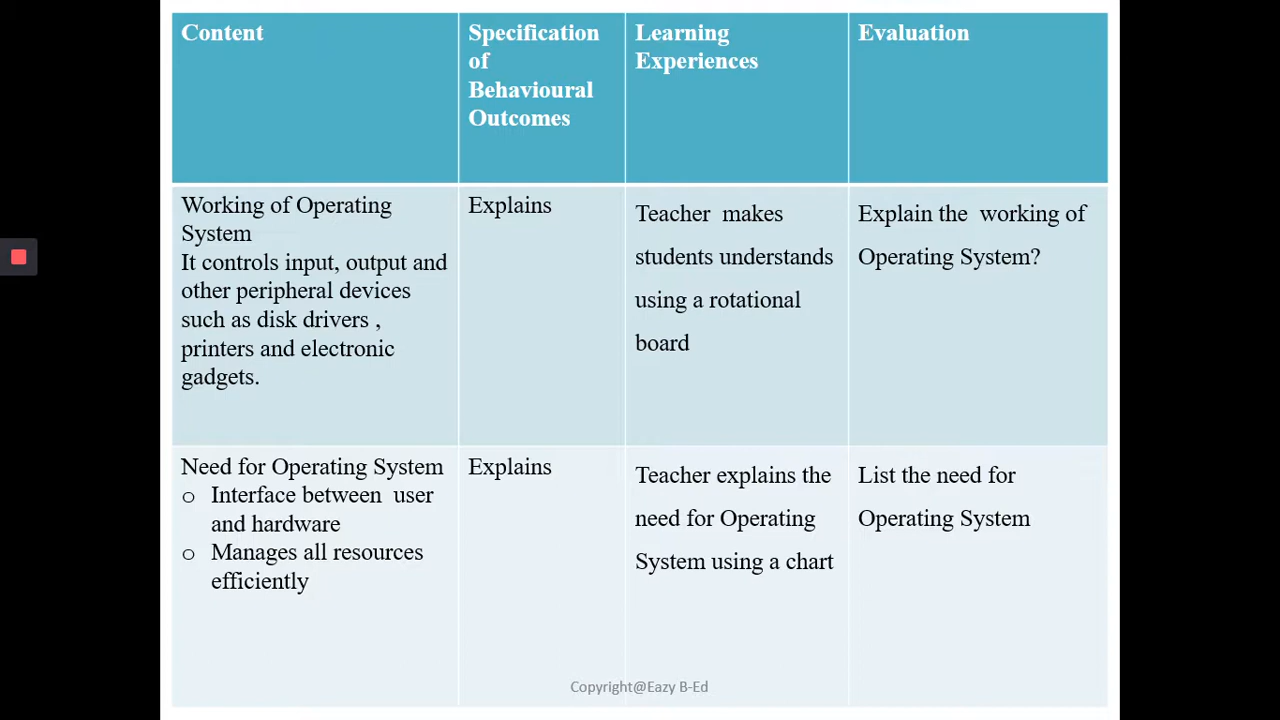 Content
Specification
of
Behavioural
Outcomes
Learning
Experiences
Evaluation
Working of Operating
System
It controls input, output and
other peripheral devices
such as disk drivers ,
printers and electronic
gadgets.
Explains
Teacher makes
students understands
using a rotational
board
Explain the working of
Operating System?
Need for Operating System
o Interface between user
and hardware
o Manages all resources
efficiently
Explains
Teacher explains the
need for Operating
System using a chart
List the need for
Operating System
Copyright@Eazy B-Ed